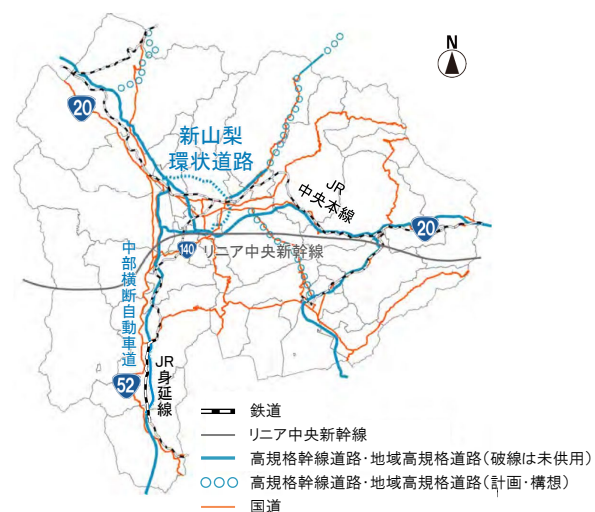 N
20
新山梨
環状道路
JR
中央本線
20
140
リニア中央新幹線
中部横断自動車道
JR
身延線
52
鉄道
リニア中央新幹線
高規格幹線道路・地域高規格道路(破線は未供用)
高規格幹線道路・地域高規格道路(計画・構想)
国道